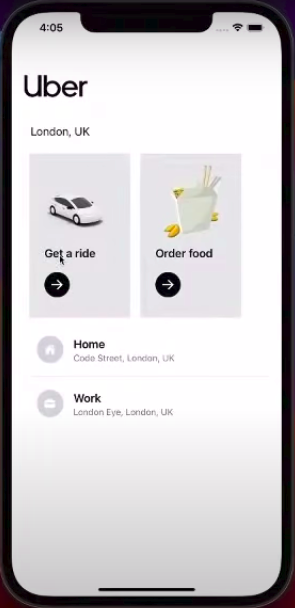 4:05
Uber
London, UK
Get a ride
Order food
Home
Code Street, London, UK
Work
London Eye, London, UK